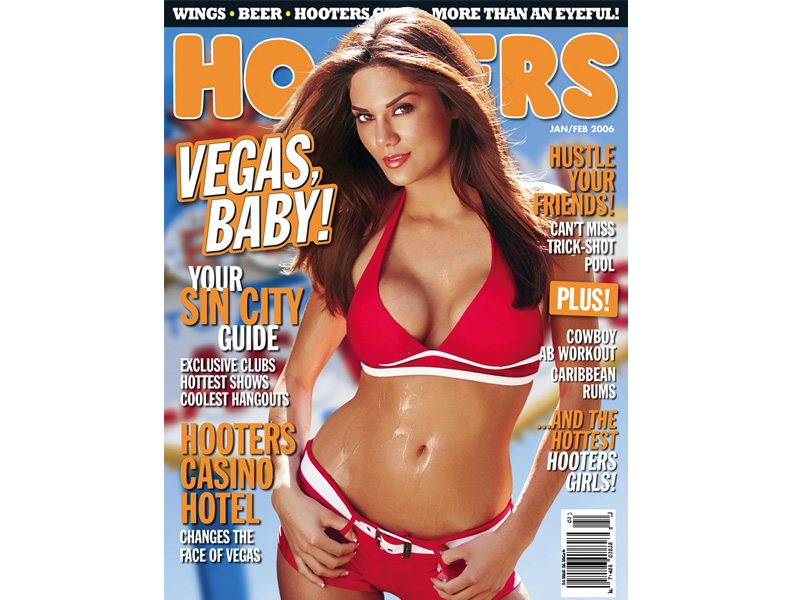 WINGS • BEER • HOOTERS G MORE THAN AN EYEFUL!
HOOTERS
JAN/FEB 2006
VEGAS,
BABY!
YOUR
SIN CITY
GUIDE
EXCLUSIVE CLUBS
HOTTEST SHOWS
COOLEST HANGOUTS
HOOTERS
CASINO
HOTEL
CHANGES THE
FACE OF VEGAS
HUSTLE
YOUR
FRIENDS!
CAN'T MISS
TRICK-SHOT
POOL
PLUS!
COWBOY
AB WORKOUT
CARIBBEAN
RUMS
...AND THE
HOTTEST
HOOTERS
GIRLS!